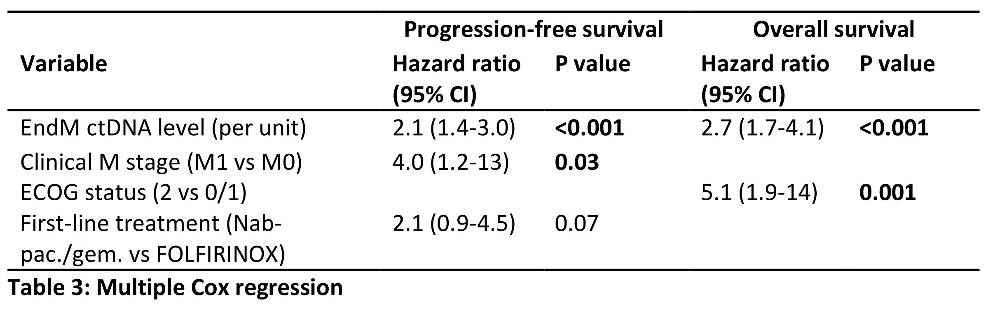 Progression-free survival Overall survival
Variable Hazard ratio P value Hazard ratio P value
(95% CI) (95% CI)
EndM ctDNA level (per unit) 2.1 (1.4-3.0) <0.001 2.7 (1.7-4.1) <0.001
Clinical M stage (M1 vs M0) 4.0 (1.2-13) 0.03
ECOG status (2 vs 0/1) 5.1 (1.9-14) 0.001
First-line treatment (Nab- 2.1 (0.9-4.5) 0.07
pac./gem. vs FOLFIRINOX)
Table 3: Multiple Cox regression